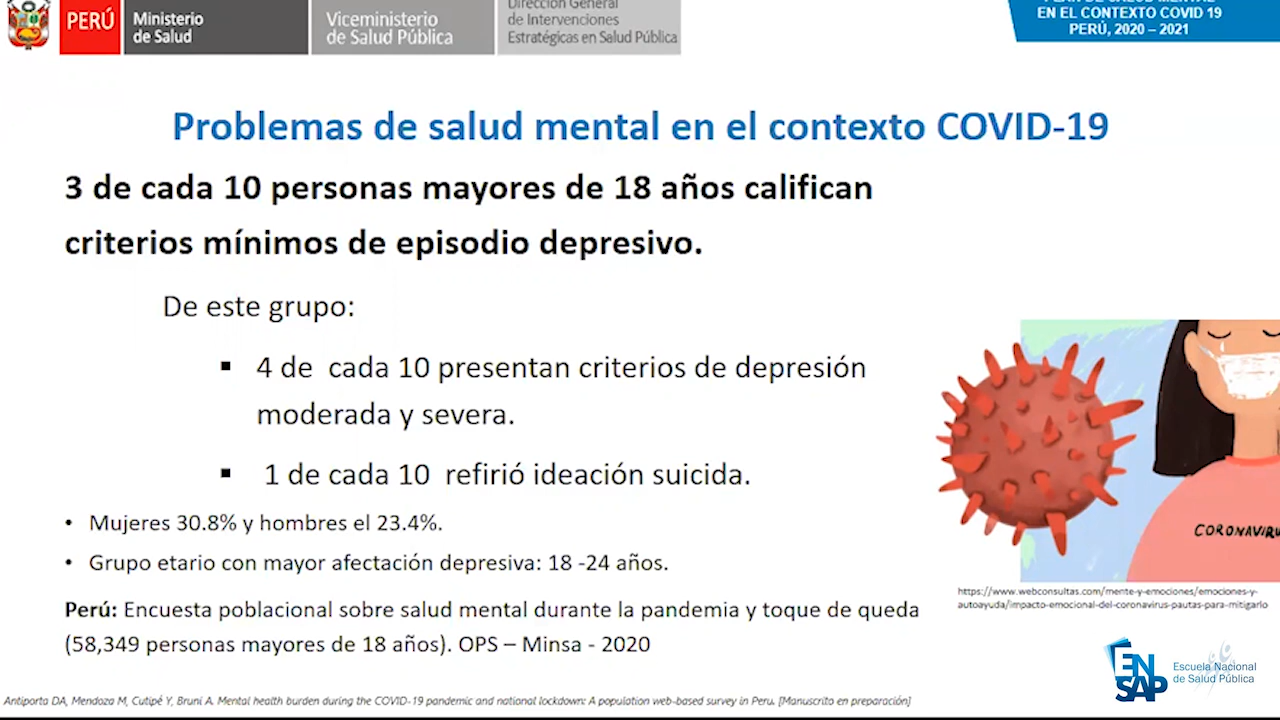 PERÚ
Ministerio
de Salud
Viceministerio
de Salud Pública
Dirección General
de Intervenciones
Estratégicas en Salud Pública
PLAN DE SALUD MENTAL
EN EL CONTEXTO COVID 19
PERÚ, 2020 – 2021
Problemas de salud mental en el contexto COVID-19
3 de cada 10 personas mayores de 18 años califican
criterios mínimos de episodio depresivo.
De este grupo:
▪ 4 de cada 10 presentan criterios de depresión
moderada y severa.
▪ 1 de cada 10 refirió ideación suicida.
• Mujeres 30.8% y hombres el 23.4%.
• Grupo etario con mayor afectación depresiva: 18 -24 años.
Perú: Encuesta poblacional sobre salud mental durante la pandemia y toque de queda
(58,349 personas mayores de 18 años). OPS – Minsa - 2020
CORONAVIRU
https://www.webconsultas.com/mente-y-emociones/emociones-y-
autoayuda/impacto-emocional-del-coronavirus-pautas-para-mitigarlo
ENSAP
Escuela Nacional
de Salud Pública
Antiporta DA, Mendoza M, Cutipé Y, Bruni A. Mental health burden during the COVID-19 pandemic and national lockdown: A population web-based survey in Peru. [Manuscrito en preparación]